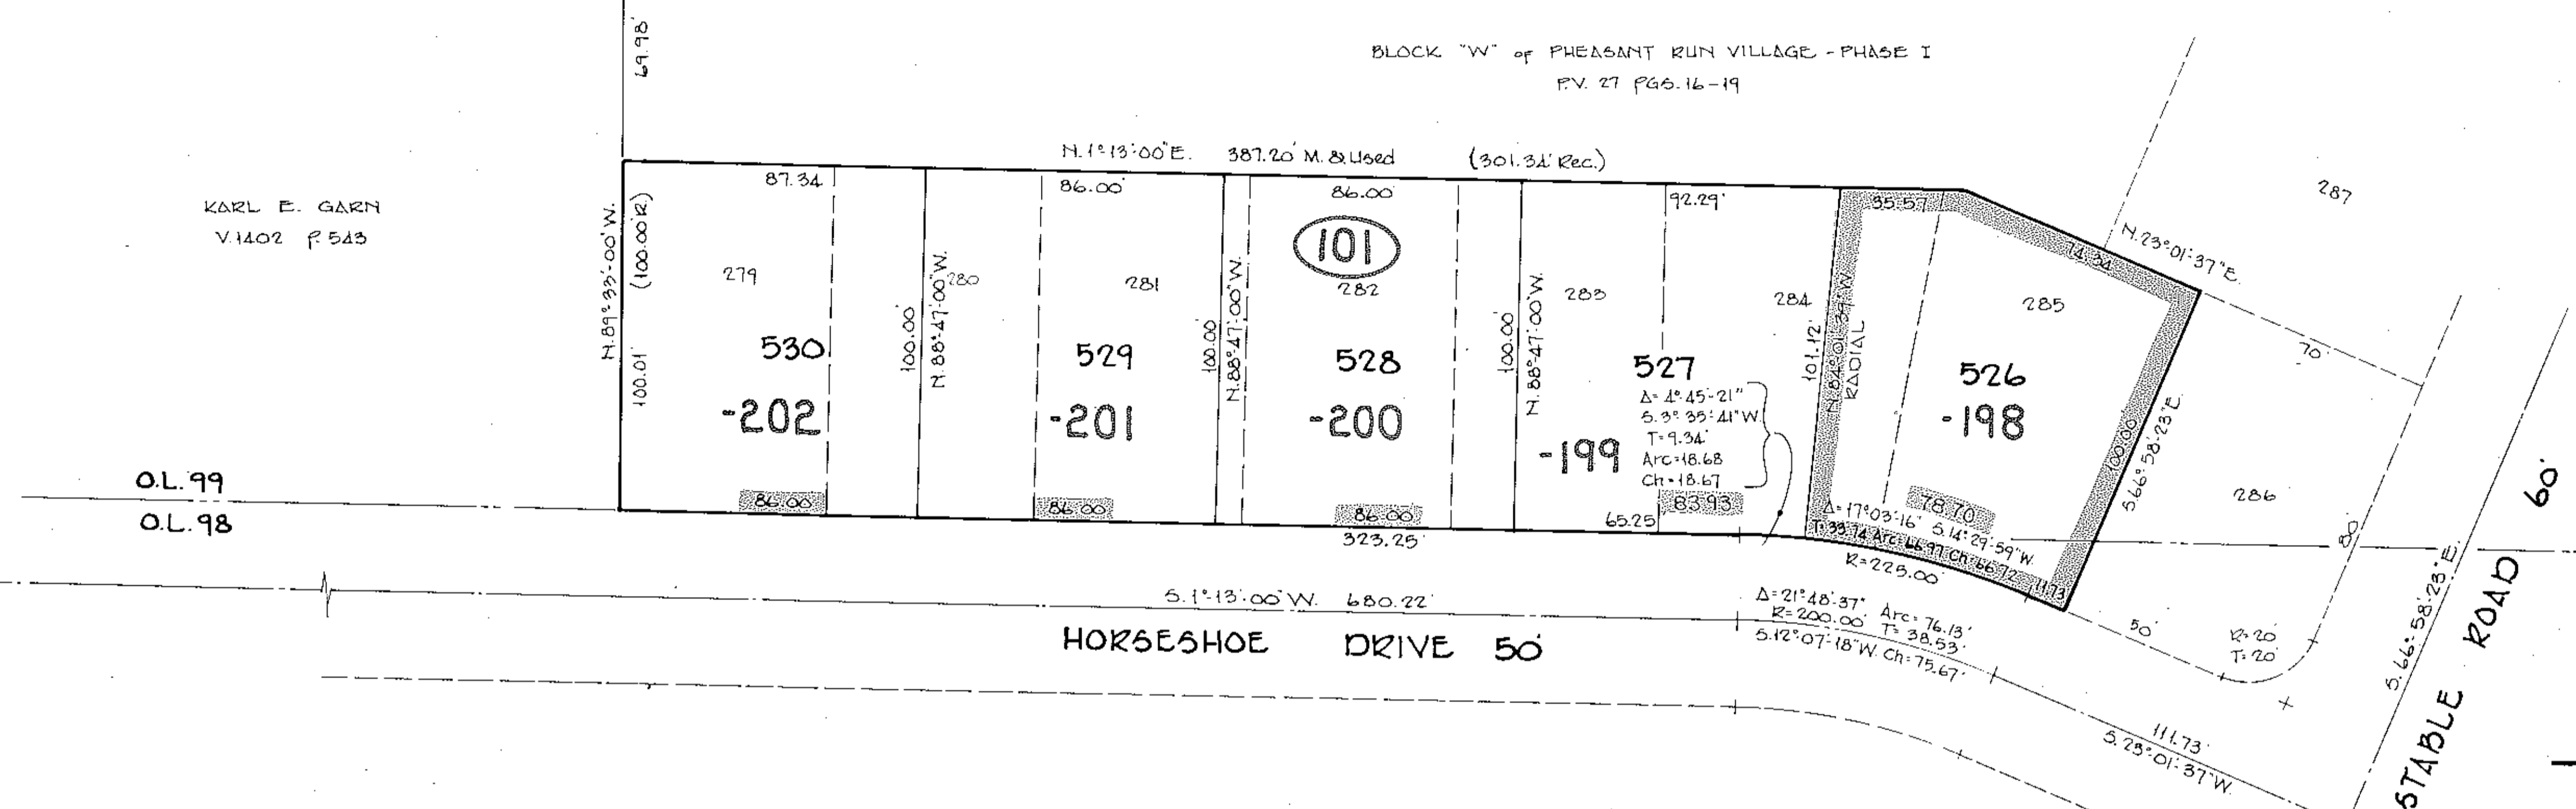 69.98'
BLOCK "W" of PHEASANT RUN VILLAGE - PHASE I
P.V. 27 PGS. 16-19
KARL E. GARN
V.1402 P. 543
N. 1°-13'-00" E. 387.20' M. & Used (301.34' Rec.)
87.34
86.00'
86.00'
92.29'
35.57
74.34
N. 23°-01'-37" E.
287
N. 89°-33'-00" W.
(100.00' R)
100.01'
279
530
-202
86.00
100.00'
N. 88°-47'-00" W.
280
281
529
-201
86.00
100.00'
N. 88°-47'-00" W.
101
282
528
-200
86.00'
100.00'
N. 88°-47'-00" W.
283
284
527
-199
Δ= 4°-45'-21"
S. 3°-35'-41" W.
T= 9.34'
Arc=18.68
Ch=18.67
65.25
83.93
101.12'
N. 84°-01'-39" W.
RADIAL
285
526
-198
78.70
Δ=17°-03'-16" S. 14°-29'-59" W.
T=33.74 Arc=66.97 Ch=66.72
11.73
R=225.00'
100.00
S. 66°-58'-23" E.
70'
286
80'
50'
R=20'
T=20'
O.L. 99
O.L. 98
323.25'
S. 1°-13'-00" W. 680.22'
HORSESHOE DRIVE 50'
Δ=21°-48'-37" Arc= 76.13'
R=200.00' T= 38.53'
S. 12°-07'-18" W. Ch=75.67'
111.73'
S. 23°-01'-37" W.
S. 66°-58'-23" E.
STABLE ROAD 60'